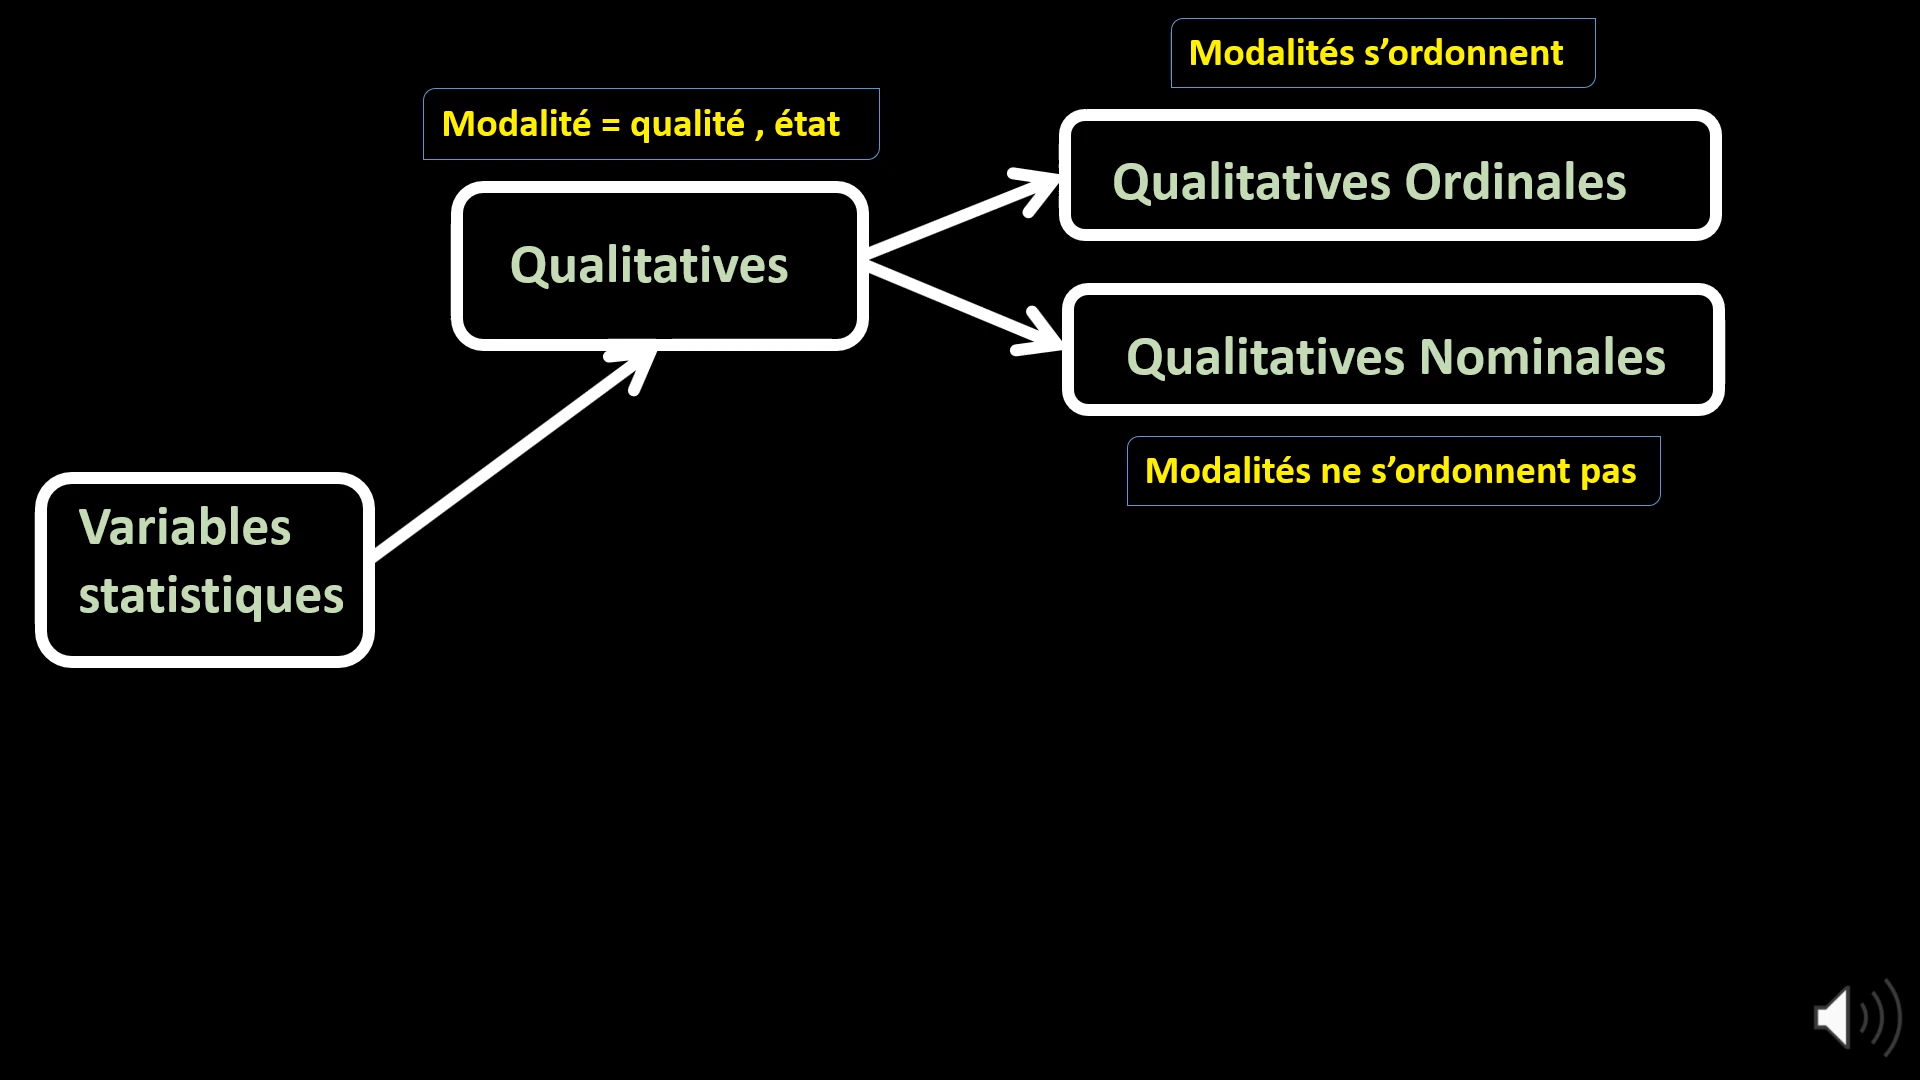 Modalités s’ordonnent
Modalité = qualité , état
Qualitatives Ordinales
Qualitatives
Qualitatives Nominales
Modalités ne s’ordonnent pas
Variables
statistiques